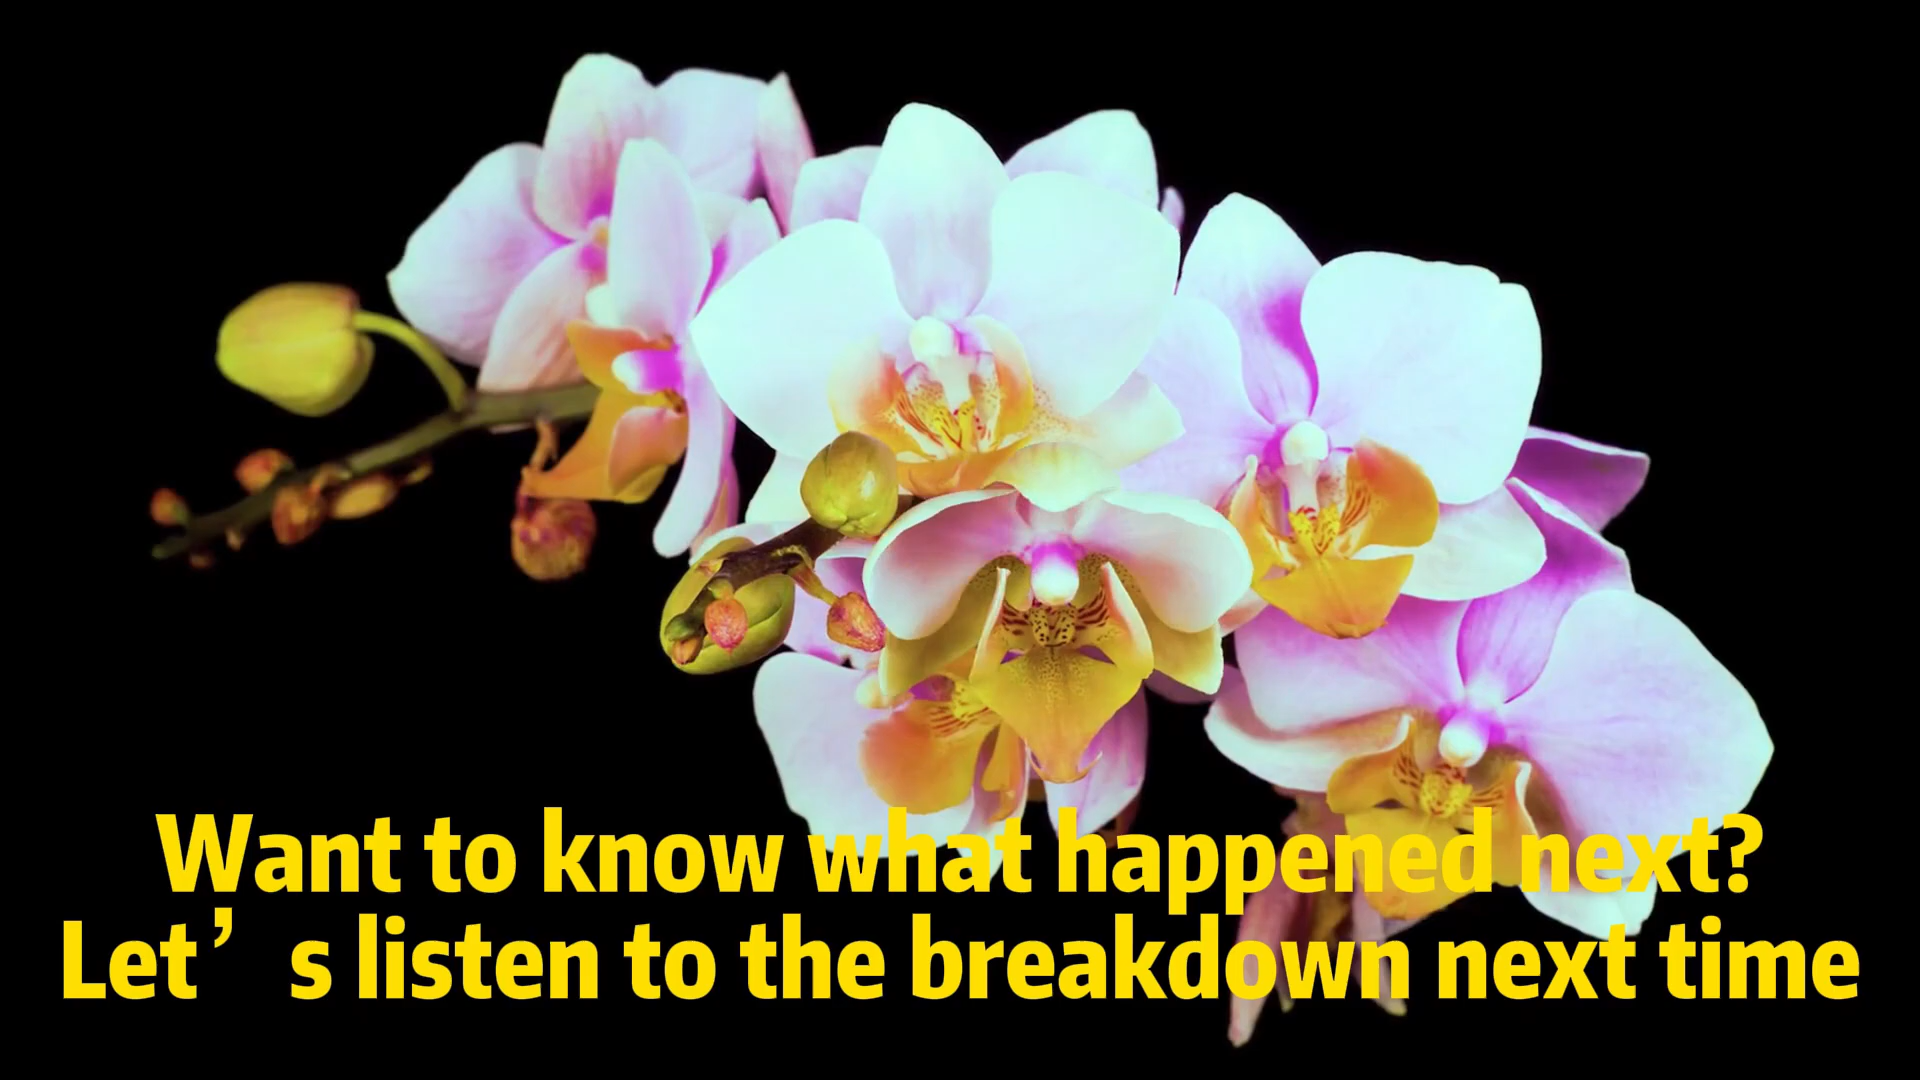 Want to know what happened next?
Let’s listen to the breakdown next time